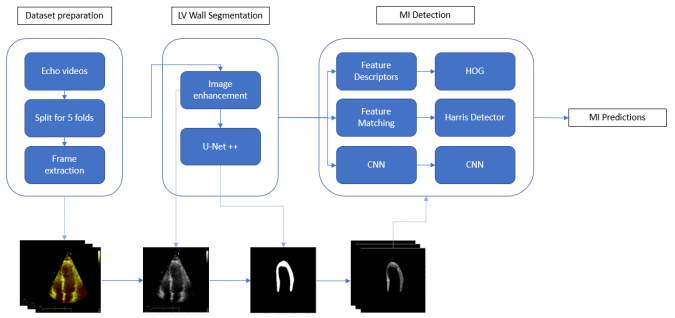 Dataset preparation
LV Wall Segmentation
MI Detection
Echo videos
Split for 5 folds
Frame
extraction
Image
enhancement
U-Net ++
Feature
Descriptors
HOG
Feature
Matching
Harris Detector
CNN
CNN
MI Predictions